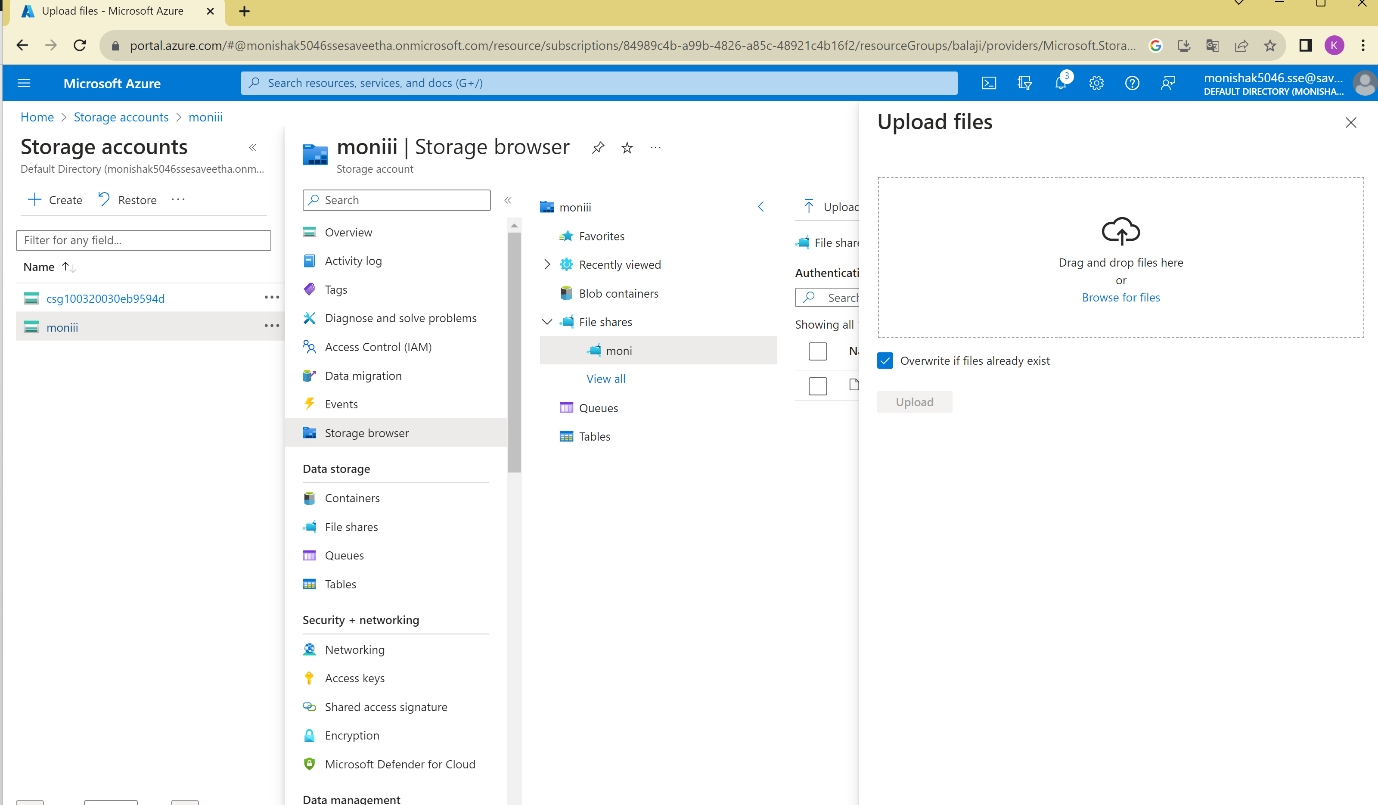 Upload files - Microsoft Azure
portal.azure.com/#@monishak5046ssesaveetha.onmicrosoft.com/resource/subscriptions/84989c4b-a99b-4826-a85c-48921c4b16f2/resourceGroups/balaji/providers/Microsoft.Stora...
K
Microsoft Azure
Search resources, services, and docs (G+/)
3
monishak5046.sse@sav...
DEFAULT DIRECTORY (MONISHA...
Home > Storage accounts > moniii
Storage accounts
Default Directory (monishak5046ssesaveetha.onm...
Create
Restore
Filter for any field...
Name
csg100320030eb9594d
moniii
moniii | Storage browser
Storage account
Search
Overview
Activity log
Tags
Diagnose and solve problems
Access Control (IAM)
Data migration
Events
Storage browser
Data storage
Containers
File shares
Queues
Tables
Security + networking
Networking
Access keys
Shared access signature
Encryption
Microsoft Defender for Cloud
Data management
moniii
Favorites
Recently viewed
Blob containers
File shares
moni
View all
Queues
Tables
Upload
File share
Authenticati
Search
Showing all
Na
Upload files
Drag and drop files here
or
Browse for files
Overwrite if files already exist
Upload